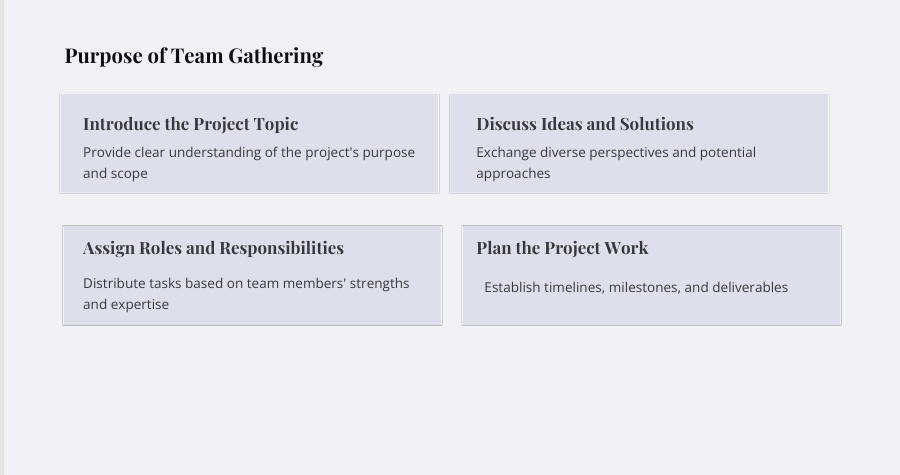 Purpose of Team Gathering
Introduce the Project Topic
Provide clear understanding of the project's purpose
and scope
Discuss Ideas and Solutions
Exchange diverse perspectives and potential
approaches
Assign Roles and Responsibilities
Distribute tasks based on team members' strengths
and expertise
Plan the Project Work
Establish timelines, milestones, and deliverables